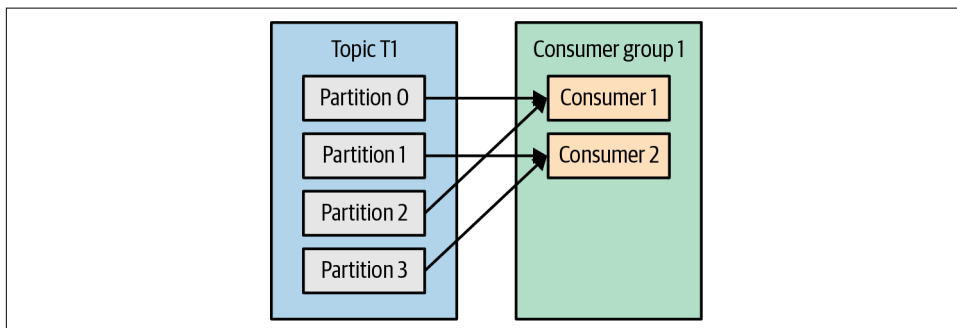 Topic T1
Partition 0
Partition 1
Partition 2
Partition 3
Consumer group 1
Consumer 1
Consumer 2